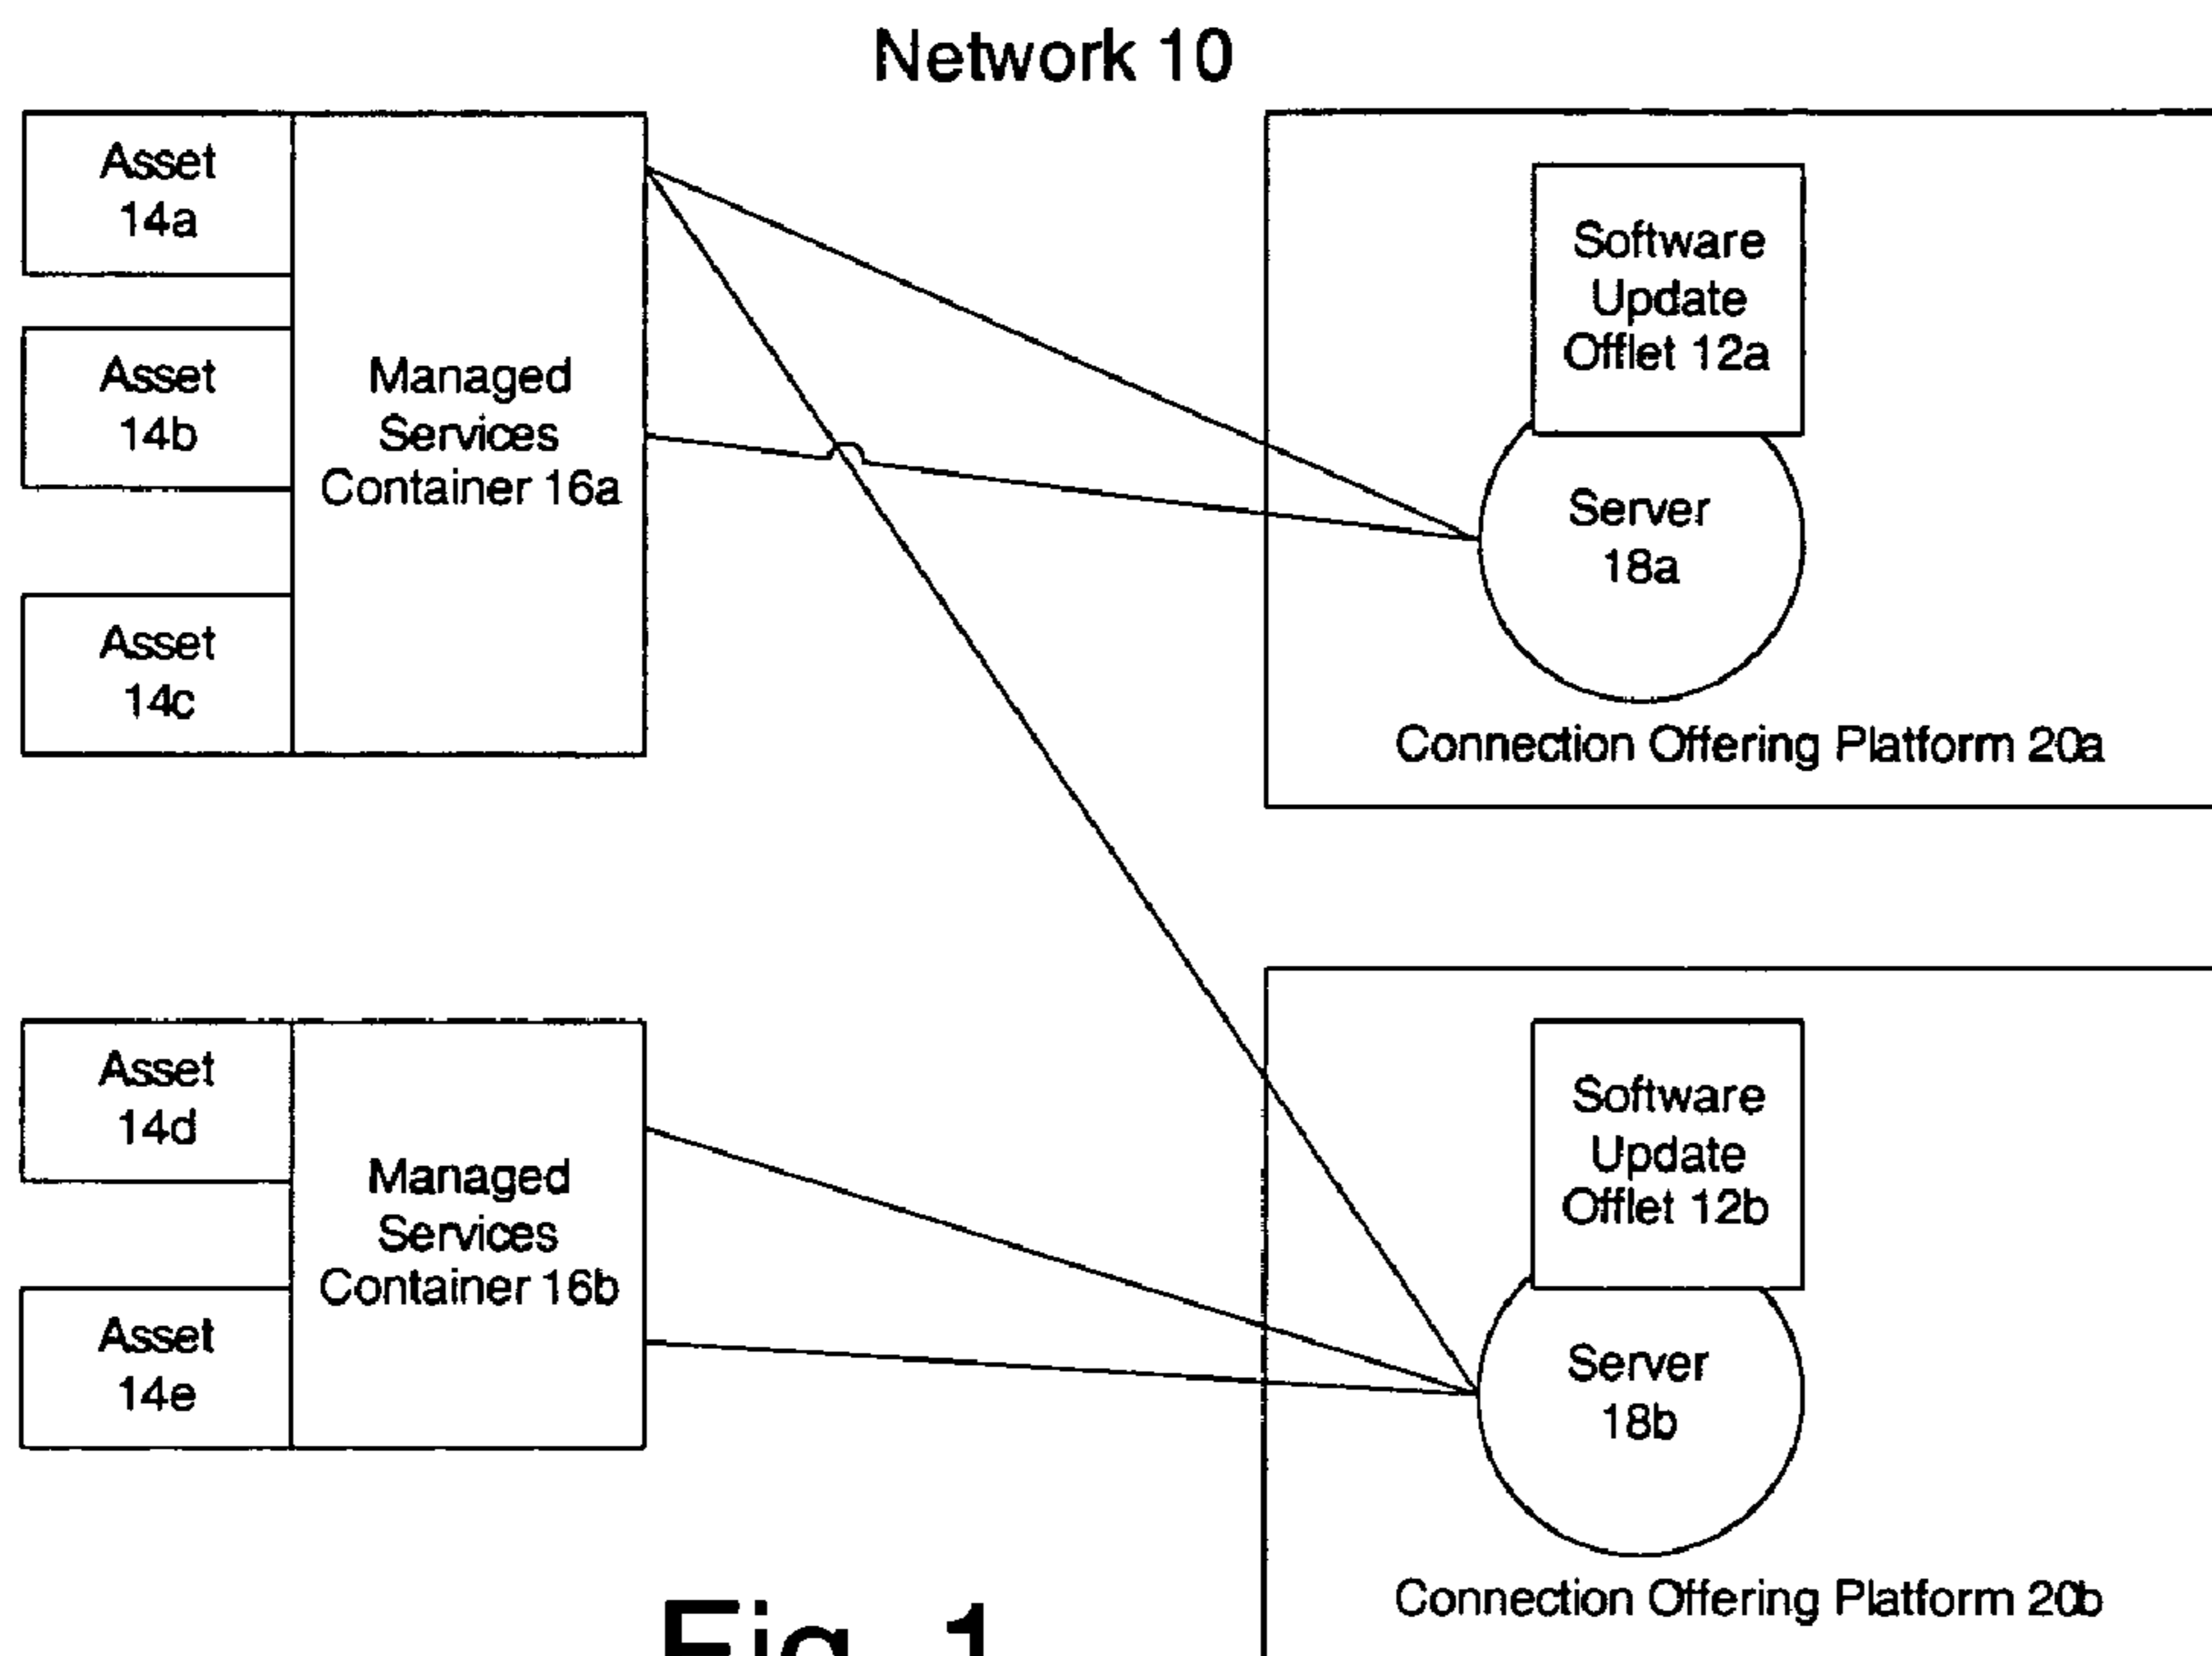 Network 10
Asset
14a
Asset
14b
Asset
14c
Managed
Services
Container 16a
Software
Update
Offlet 12a
Server
18a
Connection Offering Platform 20a
Asset
14d
Asset
14e
Managed
Services
Container 16b
Software
Update
Offlet 12b
Server
18b
Connection Offering Platform 20b
Fig. 1